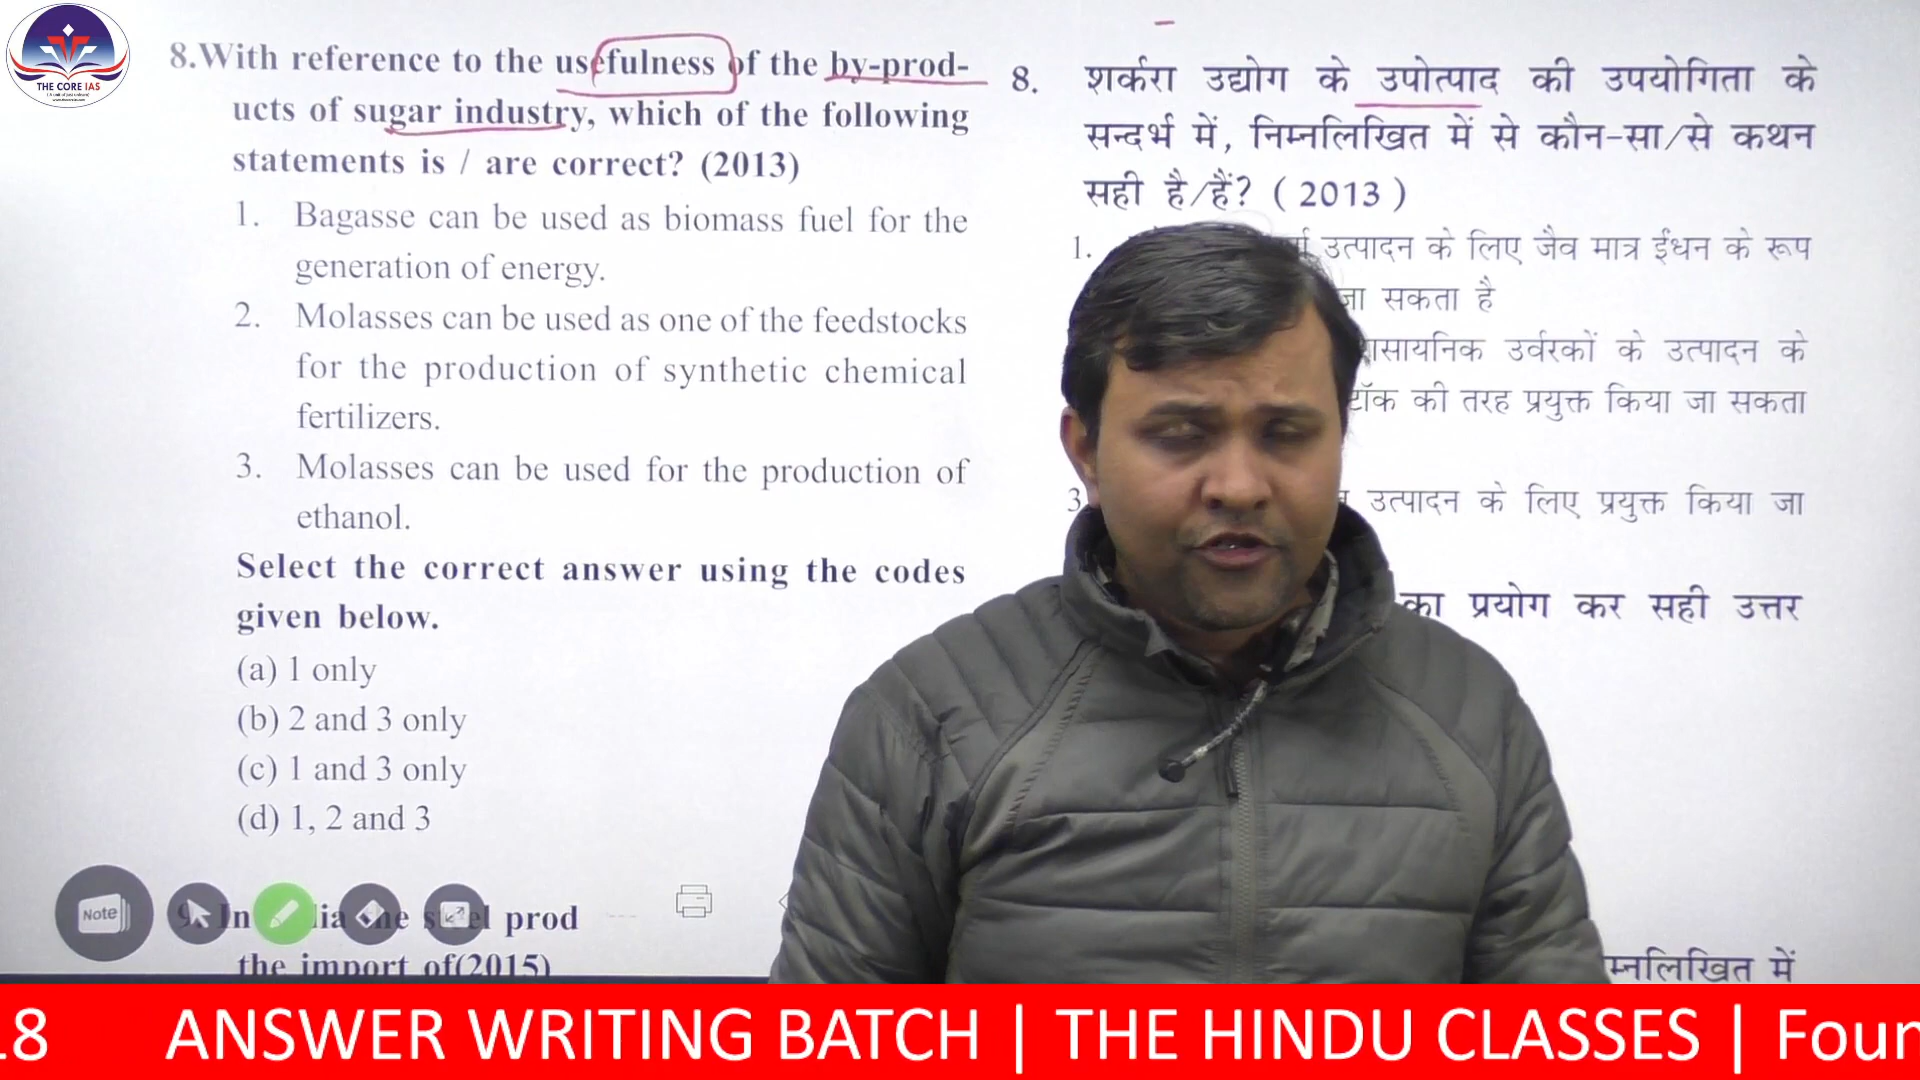 THE CORE IAS
8.With reference to the usefulness of the by-prod-
ucts of sugar industry, which of the following
statements is / are correct? (2013)
1. Bagasse can be used as biomass fuel for the
generation of energy.
2. Molasses can be used as one of the feedstocks
for the production of synthetic chemical
fertilizers.
3. Molasses can be used for the production of
ethanol.
Select the correct answer using the codes
given below.
(a) 1 only
(b) 2 and 3 only
(c) 1 and 3 only
(d) 1, 2 and 3
Note
In prod
the import of(2015)
8. शर्करा उद्योग के उपोत्पाद की उपयोगिता के
सन्दर्भ में, निम्नलिखित में से कौन-सा/से कथन
सही है/हैं? ( 2013 )
1. उत्पादन के लिए जैव मात्र ईंधन के रूप
जा सकता है
उर्वरकों के उत्पादन के
की तरह प्रयुक्त किया जा सकता
3 उत्पादन के लिए प्रयुक्त किया जा
का प्रयोग कर सही उत्तर
में
18 ANSWER WRITING BATCH | THE HINDU CLASSES |